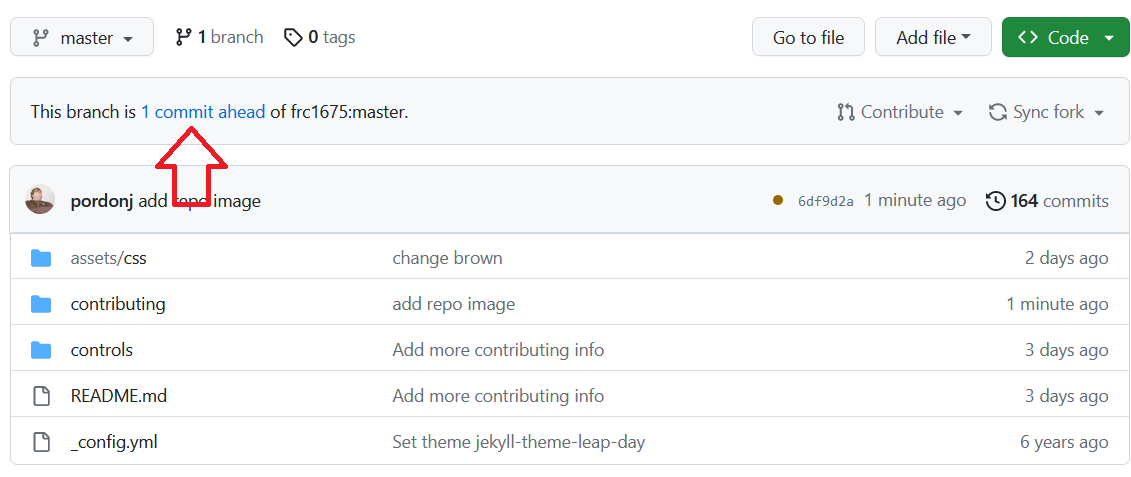 master 1 branch 0 tags Go to file Add file Code
This branch is 1 commit ahead of frc1675:master. Contribute Sync fork
pordonj add repo image 6df9d2a 1 minute ago 164 commits
assets/css change brown 2 days ago
contributing add repo image 1 minute ago
controls Add more contributing info 3 days ago
README.md Add more contributing info 3 days ago
_config.yml Set theme jekyll-theme-leap-day 6 years ago